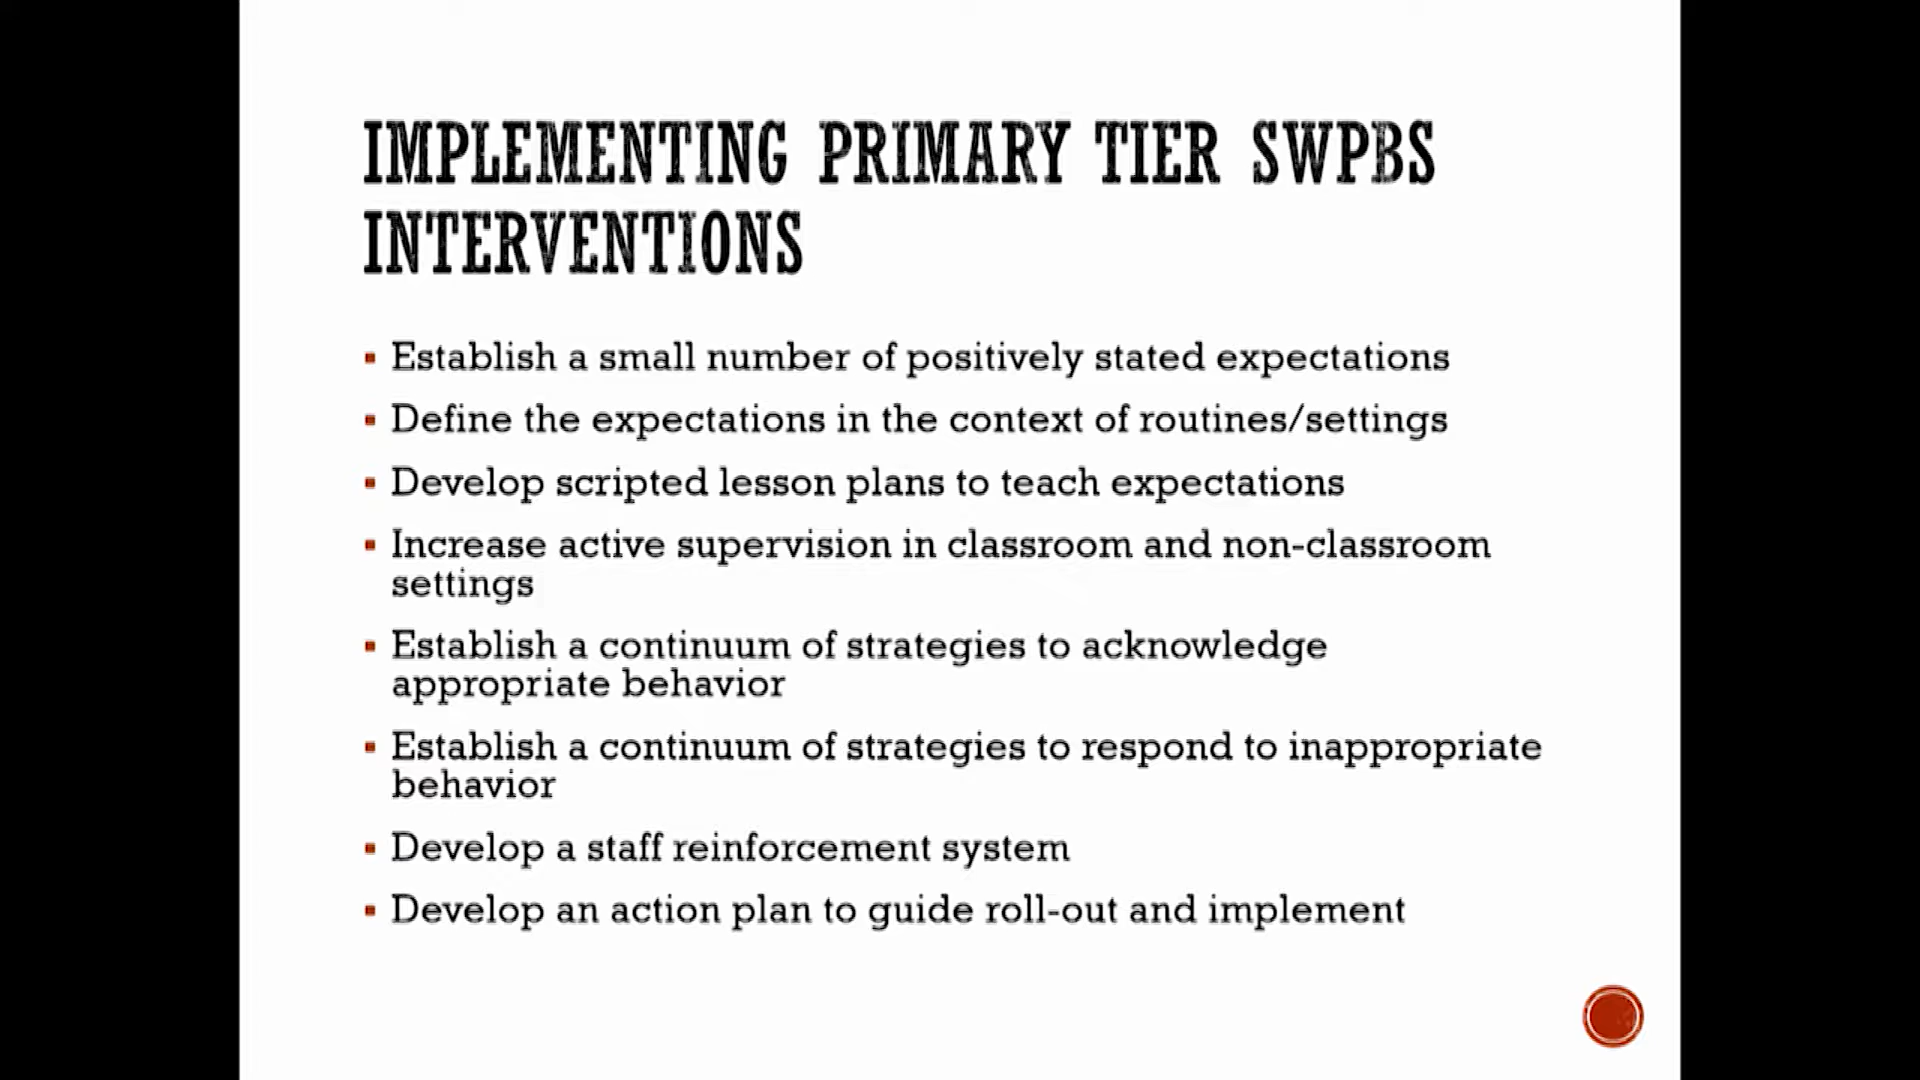 IMPLEMENTING PRIMARY TIER SWPBS
INTERVENTIONS
▪ Establish a small number of positively stated expectations
▪ Define the expectations in the context of routines/settings
▪ Develop scripted lesson plans to teach expectations
▪ Increase active supervision in classroom and non-classroom
settings
▪ Establish a continuum of strategies to acknowledge
appropriate behavior
▪ Establish a continuum of strategies to respond to inappropriate
behavior
▪ Develop a staff reinforcement system
▪ Develop an action plan to guide roll-out and implement